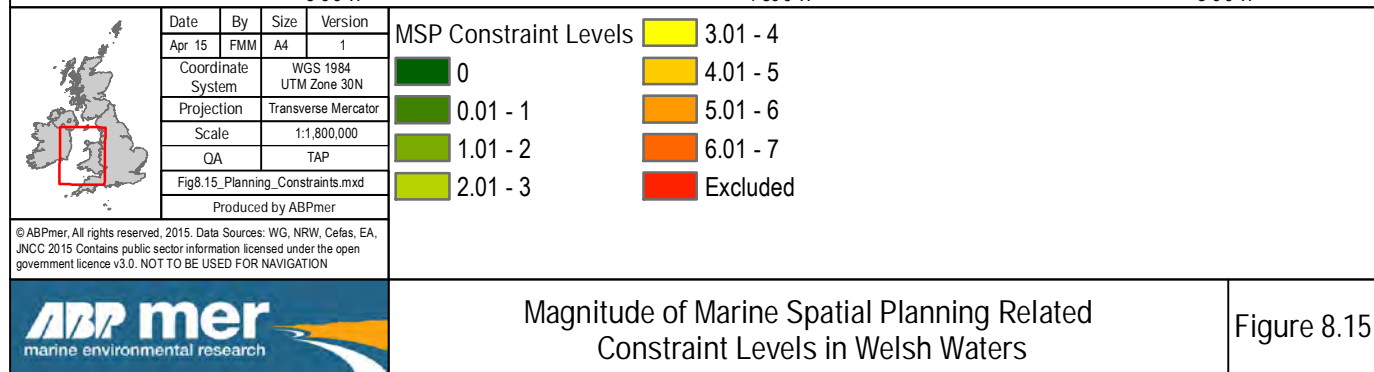 Date By Size Version
Apr 15 FMM A4 1
Coordinate System WGS 1984 UTM Zone 30N
Projection Transverse Mercator
Scale 1:1,800,000
QA TAP
Fig8.15_Planning_Constraints.mxd
Produced by ABPmer
© ABPmer, All rights reserved, 2015. Data Sources: WG, NRW, Cefas, EA,
JNCC 2015 Contains public sector information licensed under the open
government licence v3.0. NOT TO BE USED FOR NAVIGATION
MSP Constraint Levels
0
0.01 - 1
1.01 - 2
2.01 - 3
3.01 - 4
4.01 - 5
5.01 - 6
6.01 - 7
Excluded
ABP mer
marine environmental research
Magnitude of Marine Spatial Planning Related
Constraint Levels in Welsh Waters
Figure 8.15